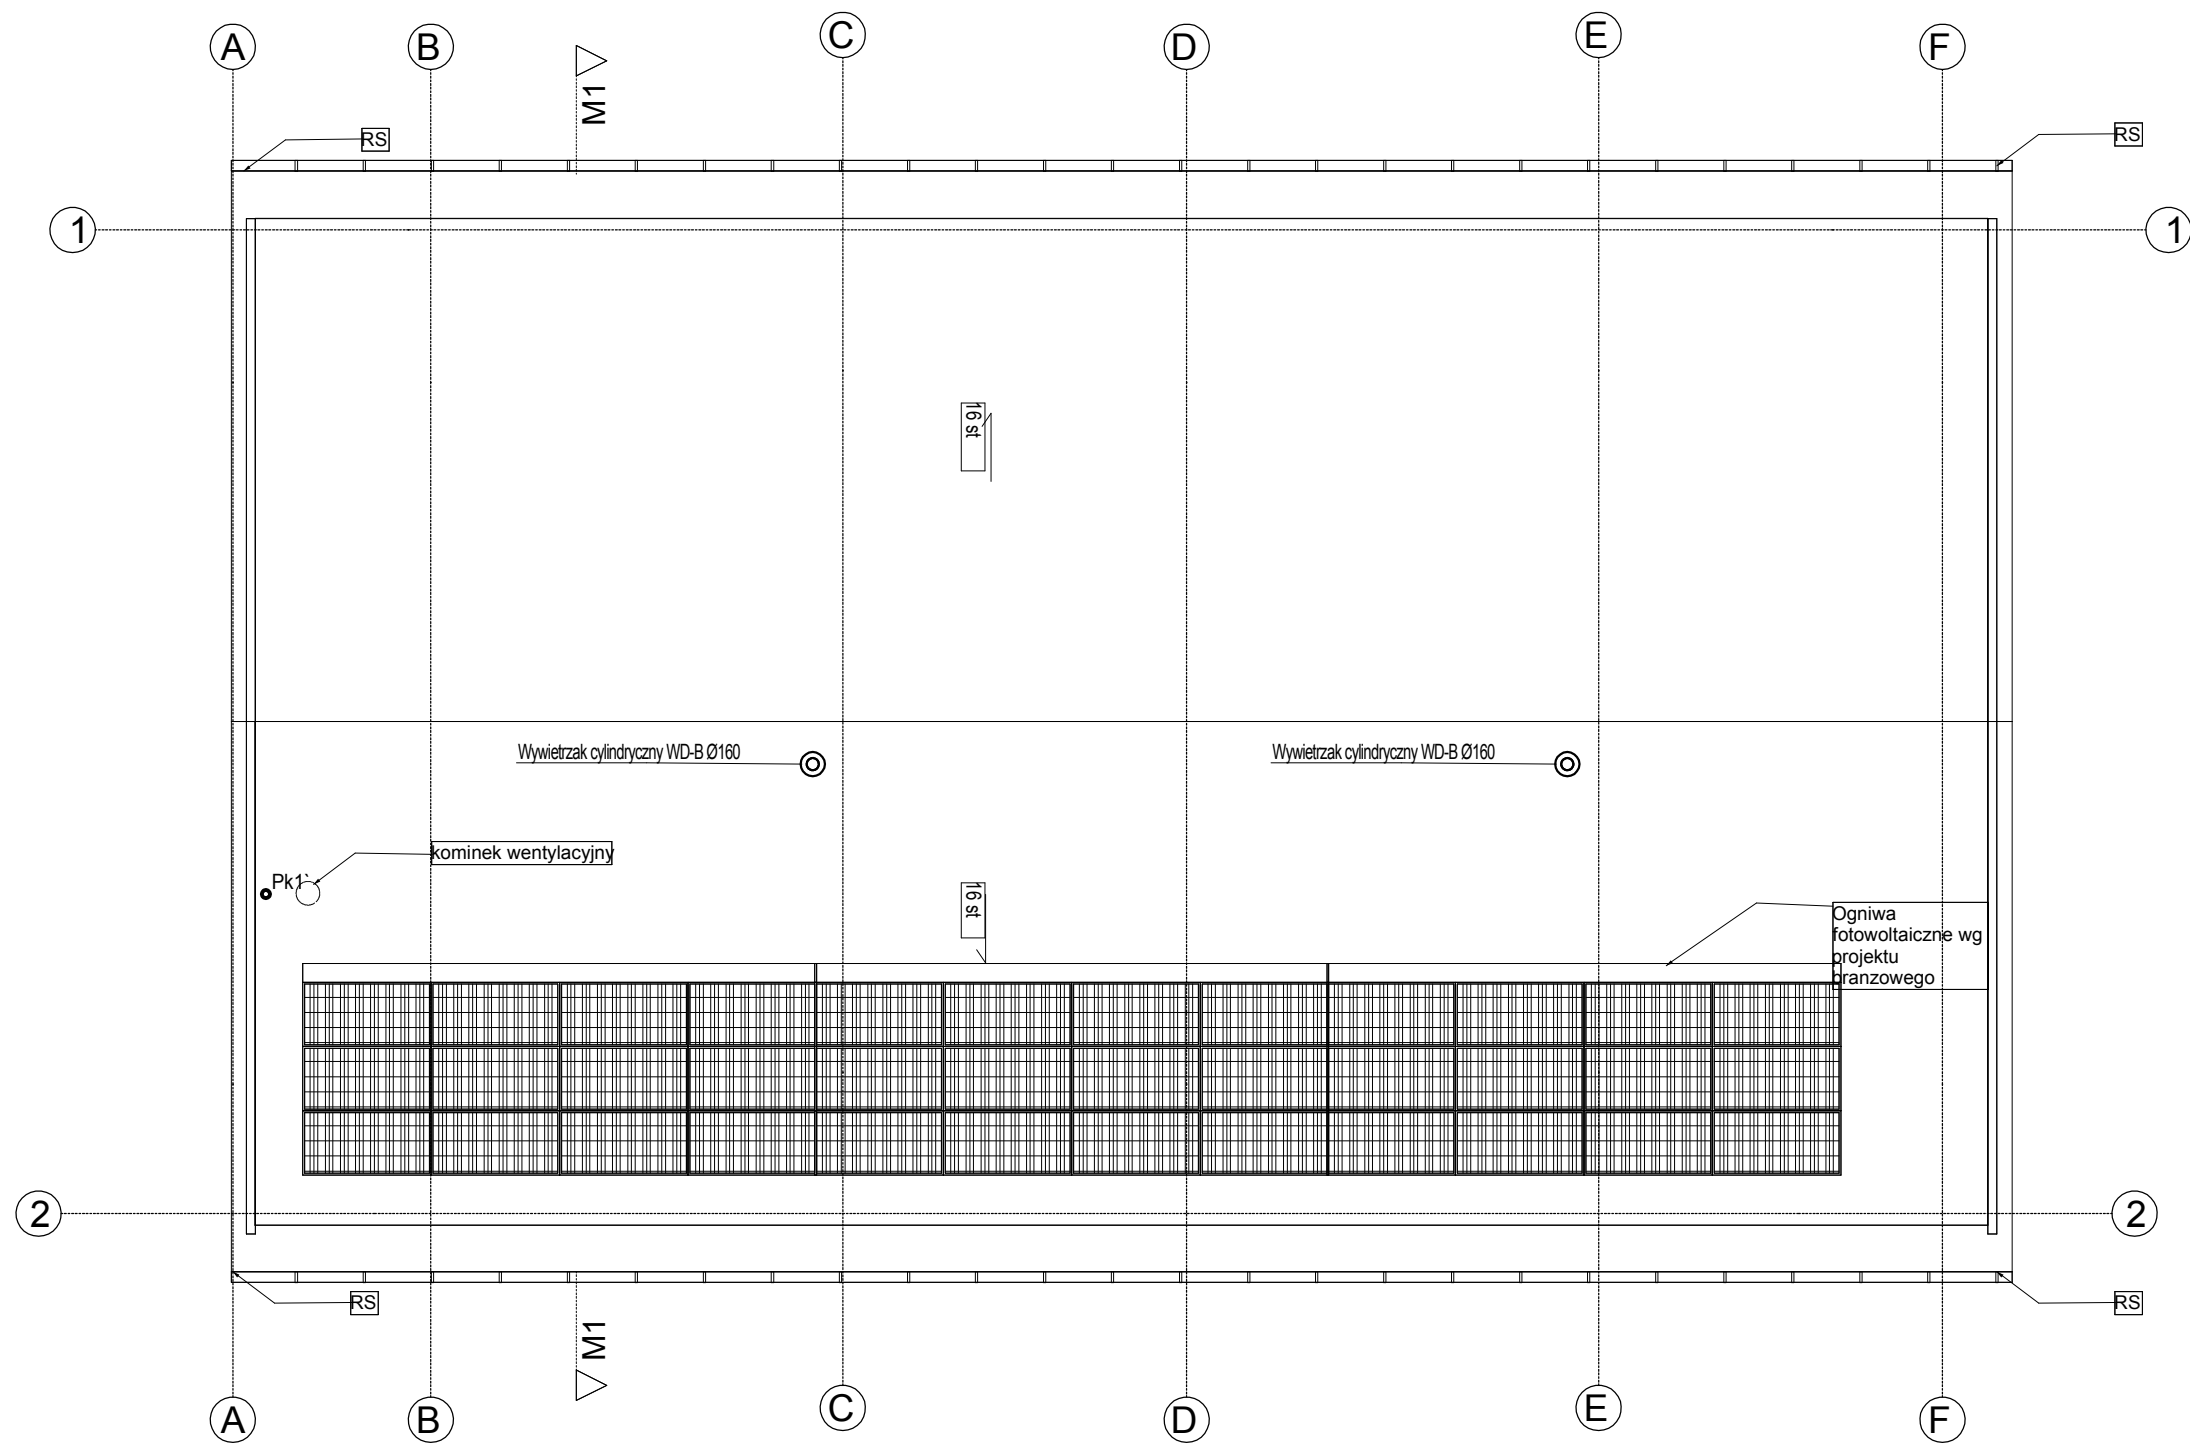 A
B
C
D
E
F
M1
RS
RS
1
1
16 st
Wywietrzak cylindryczny WD-B Ø160
Wywietrzak cylindryczny WD-B Ø160
kominek wentylacyjny
Pk1`
16 st
Ogniwa
fotowoltaiczne wg
projektu
branzowego
2
2
RS
RS
M1
A
B
C
D
E
F